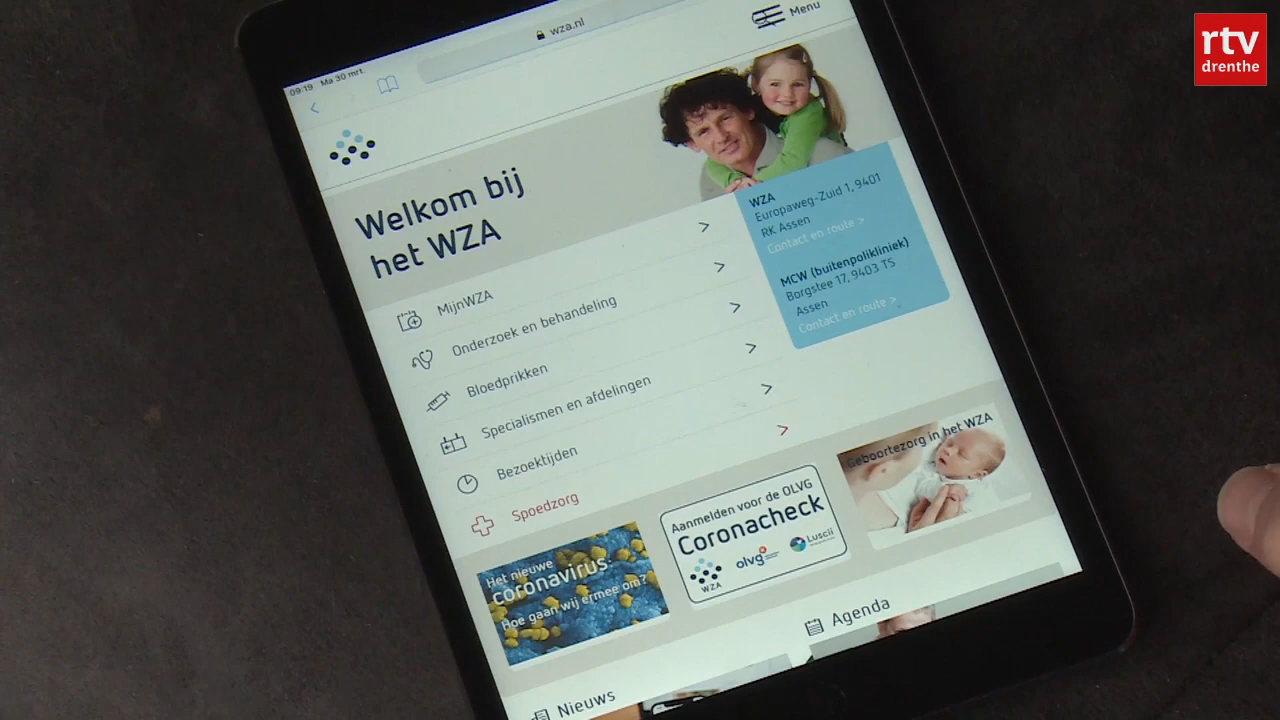 rtv
drenthe
09:19 Ma 30 mrt.
wza.nl
Menu
Welkom bij
het WZA
WZA
Europaweg-Zuid 1, 9401
RK Assen
Contact en route >
MCW (buitenpolikliniek)
Borgstee 17, 9403 TS
Assen
Contact en route >
MijnWZA
Onderzoek en behandeling
Bloedprikken
Specialismen en afdelingen
Bezoektijden
Spoedzorg
Het nieuwe
coronavirus.
Hoe gaan wij ermee om?
Aanmelden voor de OLVG
Coronacheck
WZA
olvg
Luscii
Geboortezorg in het WZA
Nieuws
Agenda